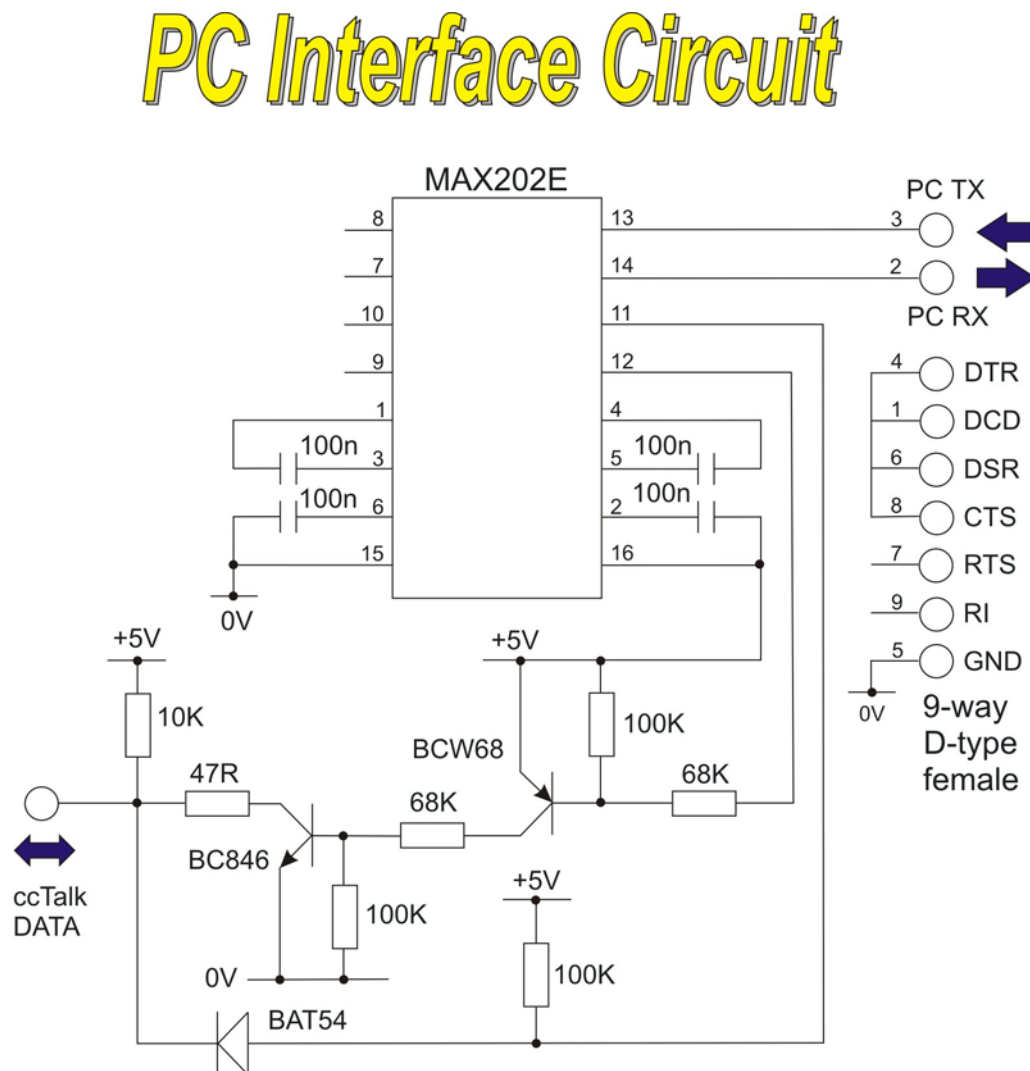 PC Interface Circuit
MAX202E
PC TX
8
13
3
7
14
2
10
11
PC RX
9
12
4
DTR
1
4
1
DCD
100n
3
5
100n
6
DSR
100n
6
2
100n
8
CTS
15
16
7
RTS
0V
9
RI
+5V
+5V
5
GND
10K
100K
0V
9-way
D-type
female
BCW68
47R
68K
68K
BC846
ccTalk
DATA
100K
+5V
0V
100K
BAT54